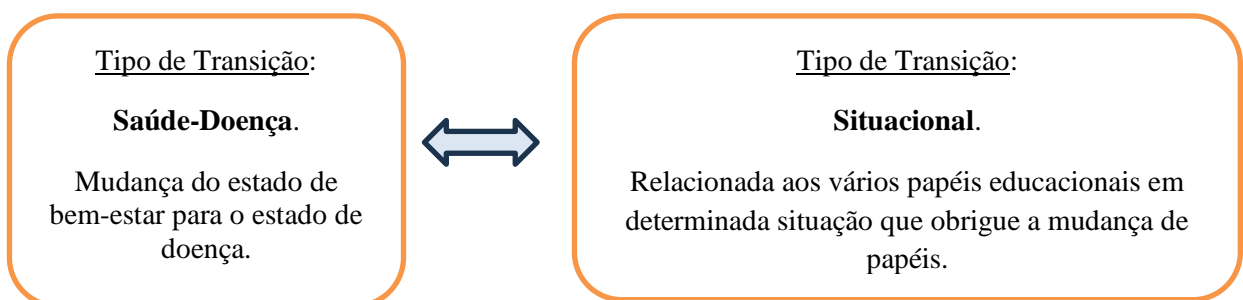 Tipo de Transição:
Saúde-Doença.
Mudança do estado de
bem-estar para o estado de
doença.
Tipo de Transição:
Situacional.
Relacionada aos vários papéis educacionais em
determinada situação que obrigue a mudança de
papéis.